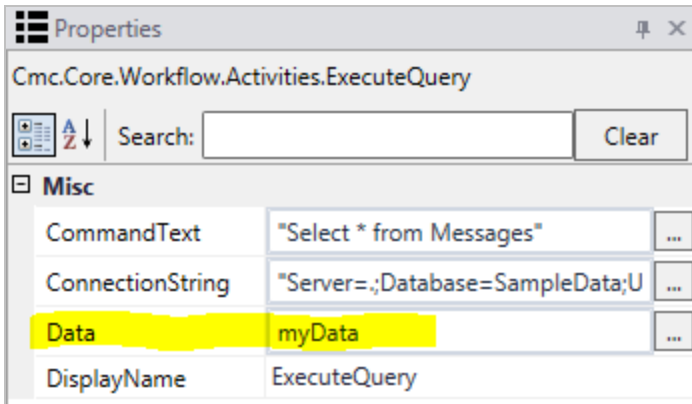 Properties
Cmc.Core.Workflow.Activities.ExecuteQuery
A Z Search: Clear
Misc
CommandText "Select * from Messages" ...
ConnectionString "Server=.;Database=SampleData;U ...
Data myData ...
DisplayName ExecuteQuery